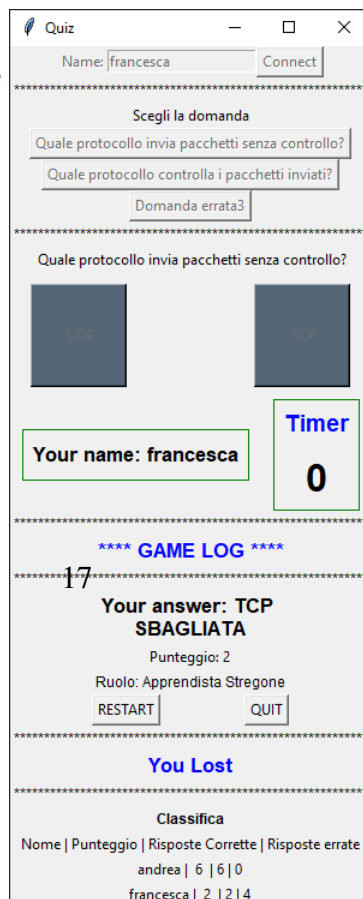 Quiz
Name: francesca Connect
Scegli la domanda
Quale protocollo invia pacchetti senza controllo?
Quale protocollo controlla i pacchetti inviati?
Domanda errata3
Quale protocollo invia pacchetti senza controllo?
UDP TCP
Timer
Your name: francesca
0
**** GAME LOG ****
17
Your answer: TCP
SBAGLIATA
Punteggio: 2
Ruolo: Apprendista Stregone
RESTART QUIT
You Lost
Classifica
Nome | Punteggio | Risposte Corrette | Risposte errate
andrea | 6 | 6 | 0
francesca | 2 | 2 | 4